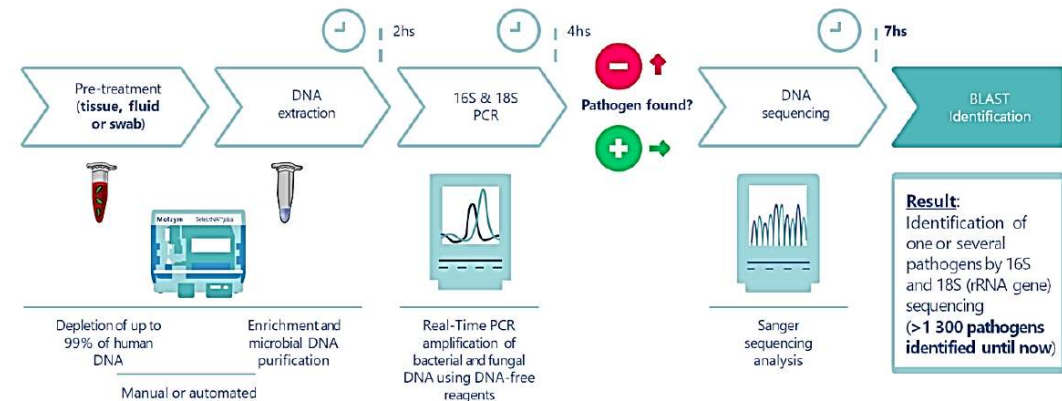 2hs
4hs
7hs
Pre-treatment
(tissue, fluid
or swab)
DNA
extraction
16S & 18S
PCR
Pathogen found?
DNA
sequencing
BLAST
Identification
Molzym
SelectNA™plus
Depletion of up to
99% of human
DNA
Enrichment and
microbial DNA
purification
Manual or automated
Real-Time PCR
amplification of
bacterial and fungal
DNA using DNA-free
reagents
Sanger
sequencing
analysis
Result:
Identification of
one or several
pathogens by 16S
and 18S (rRNA gene)
sequencing
(>1 300 pathogens
identified until now)